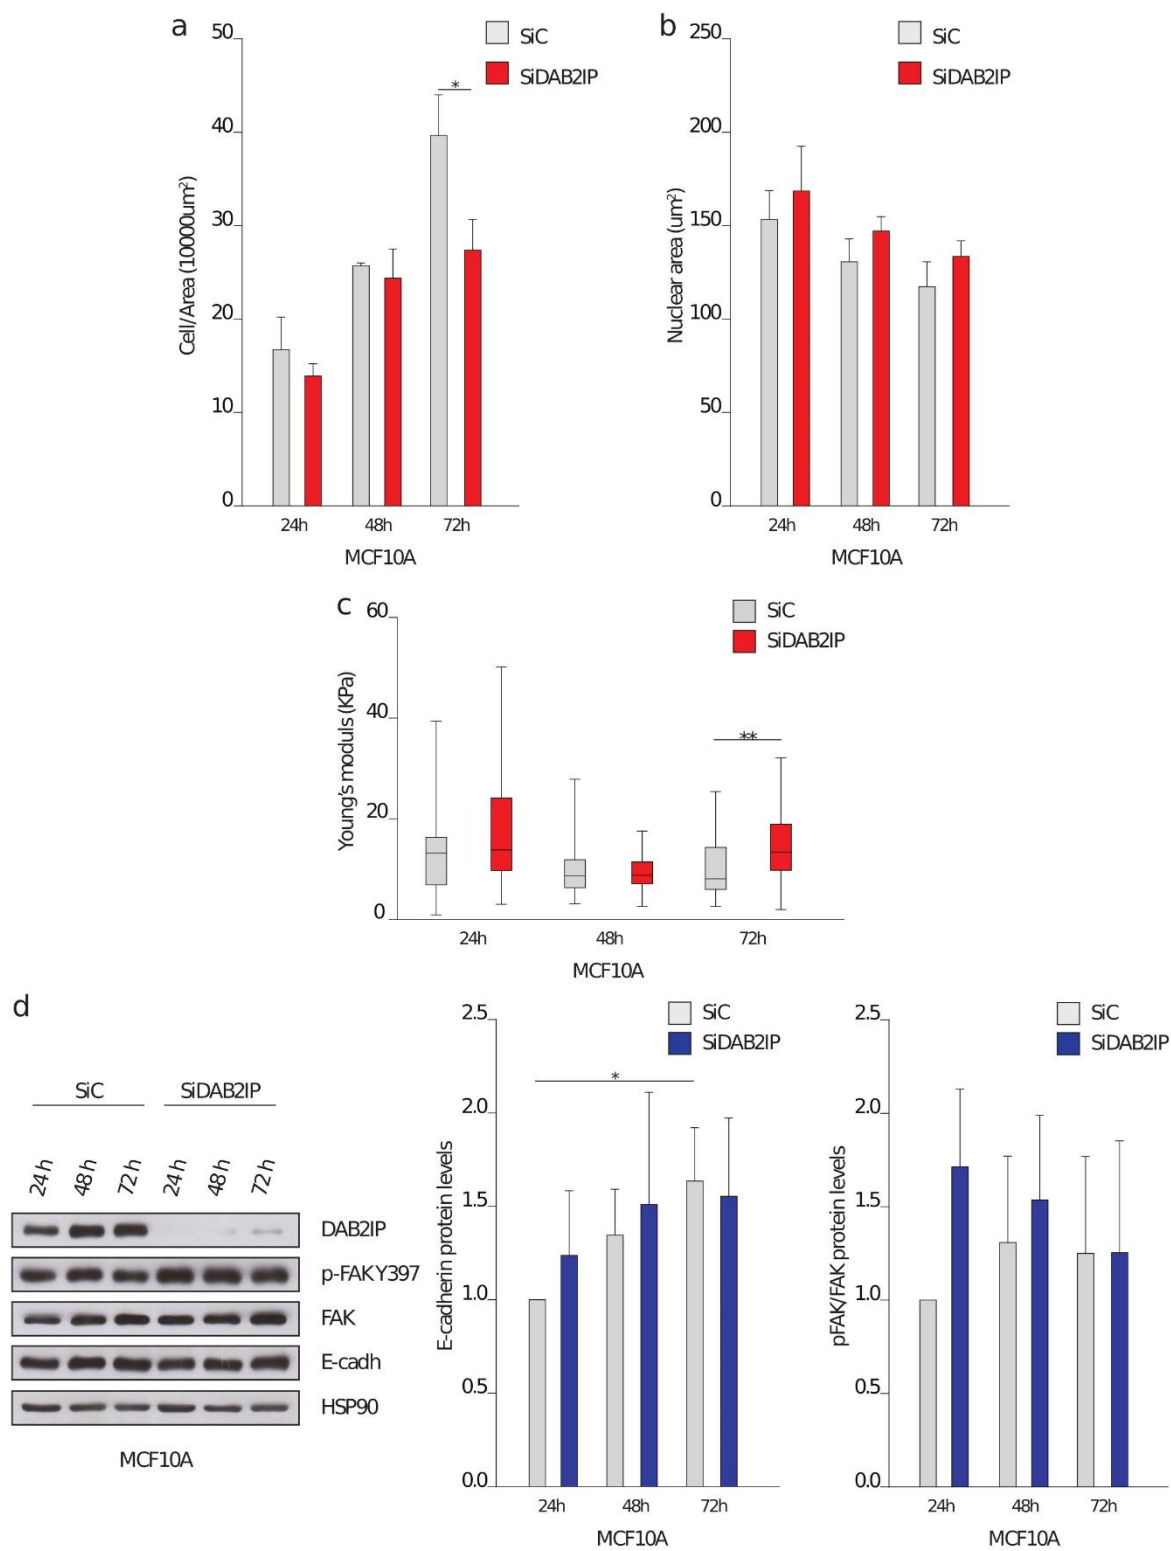 a
50
40
30
20
10
0
Cell/Area (10000um²)
SiC
SiDAB2IP
*
24h 48h 72h
MCF10A
b
250
200
150
100
50
0
Nuclear area (um²)
SiC
SiDAB2IP
24h 48h 72h
MCF10A
c
60
40
20
0
Young's moduls (KPa)
SiC
SiDAB2IP
**
24h 48h 72h
MCF10A
d
SiC SiDAB2IP
24h 48h 72h 24h 48h 72h
DAB2IP
p-FAKY397
FAK
E-cadh
HSP90
MCF10A
2.5
2.0
1.5
1.0
0.5
0.0
E-cadherin protein levels
SiC
SiDAB2IP
*
24h 48h 72h
MCF10A
2.5
2.0
1.5
1.0
0.5
0.0
pFAK/FAK protein levels
SiC
SiDAB2IP
24h 48h 72h
MCF10A